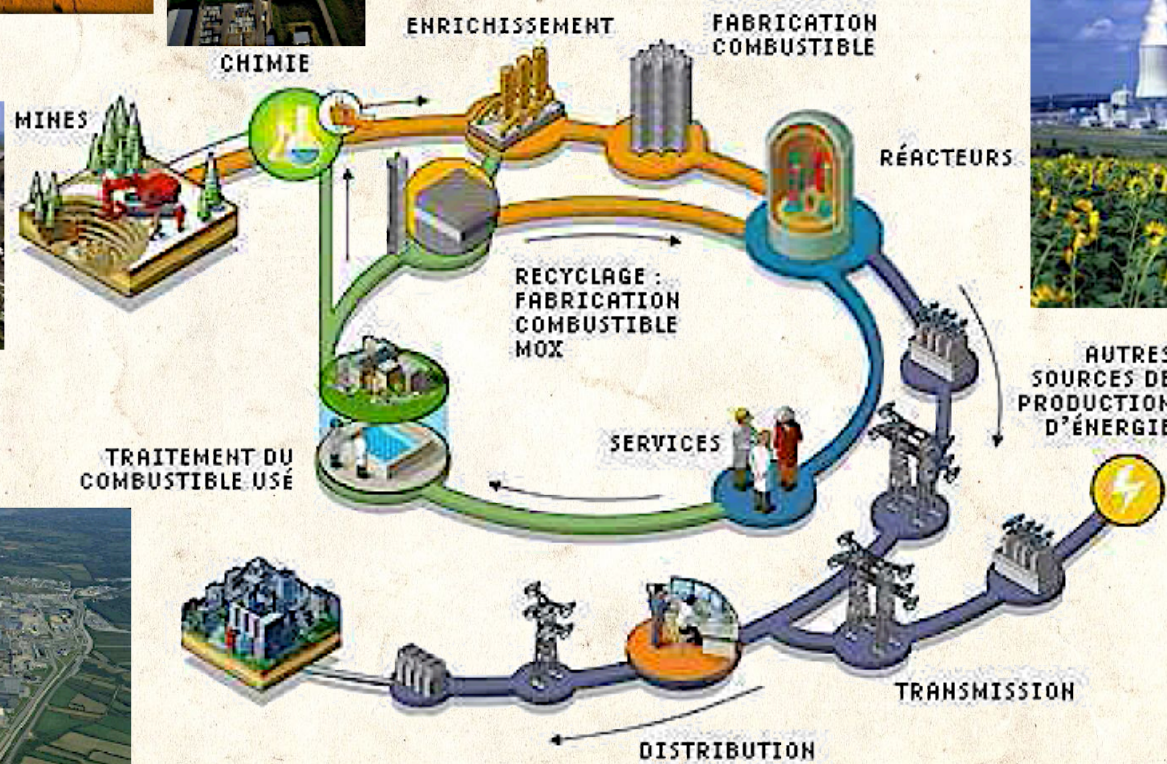 ENRICHISSEMENT
FABRICATION
COMBUSTIBLE
CHIMIE
MINES
RÉACTEURS
RECYCLAGE :
FABRICATION
COMBUSTIBLE
MOX
AUTRES
SOURCES DE
PRODUCTION
D'ÉNERGIE
SERVICES
TRAITEMENT DU
COMBUSTIBLE USÉ
TRANSMISSION
DISTRIBUTION